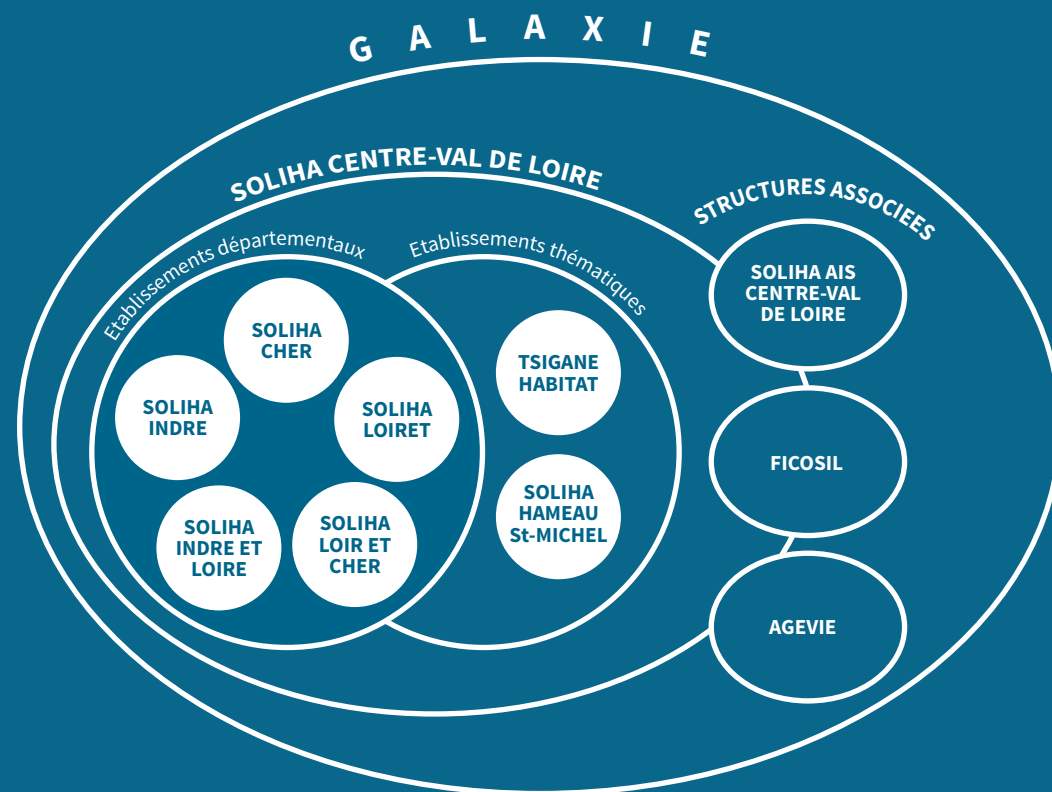 GALAXIE
SOLIHA CENTRE-VAL DE LOIRE
STRUCTURES ASSOCIEES
Etablissements départementaux
Etablissements thématiques
SOLIHA
CHER
SOLIHA
INDRE
SOLIHA
LOIRET
SOLIHA
INDRE ET
LOIRE
SOLIHA
LOIR ET
CHER
TSIGANE
HABITAT
SOLIHA
HAMEAU
St-MICHEL
SOLIHA AIS
CENTRE-VAL
DE LOIRE
FICOSIL
AGEVIE